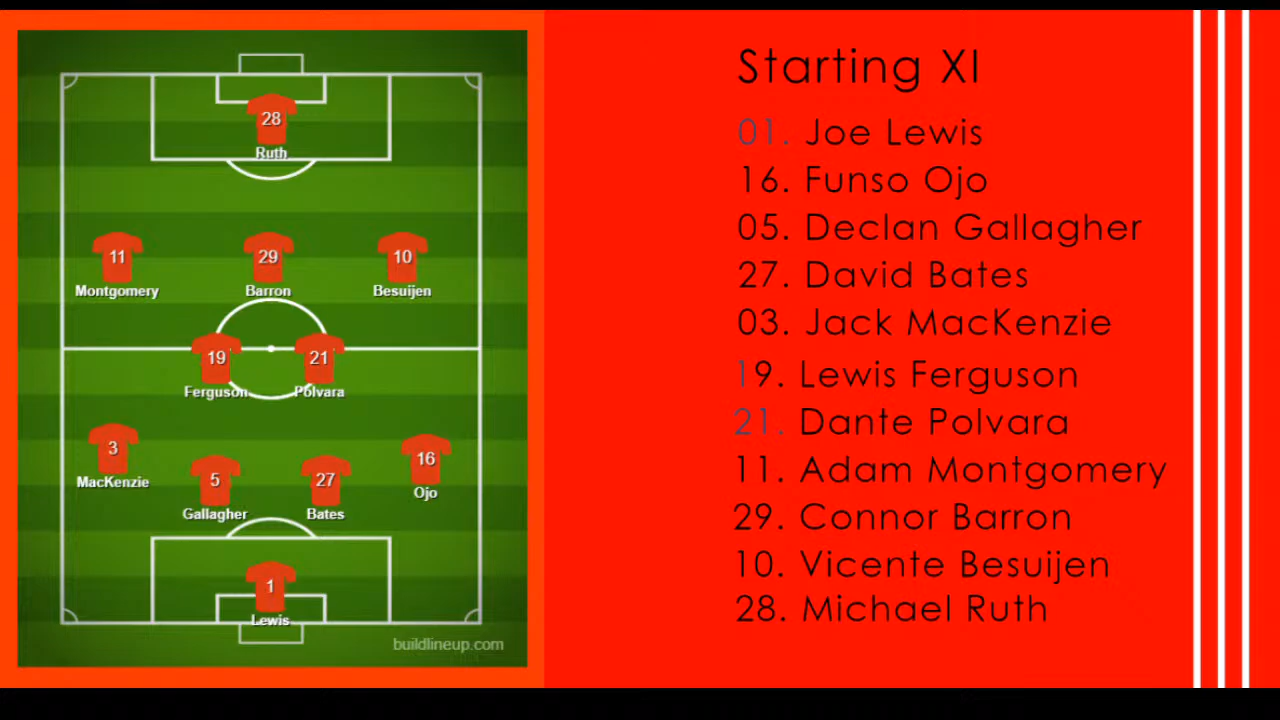 28
Ruth
11
Montgomery
29
Barron
10
Besuijen
19
Ferguson
21
Polvara
3
MacKenzie
5
Gallagher
27
Bates
16
Ojo
1
Lewis
buildlineup.com
Starting XI
01. Joe Lewis
16. Funso Ojo
05. Declan Gallagher
27. David Bates
03. Jack MacKenzie
19. Lewis Ferguson
21. Dante Polvara
11. Adam Montgomery
29. Connor Barron
10. Vicente Besuijen
28. Michael Ruth